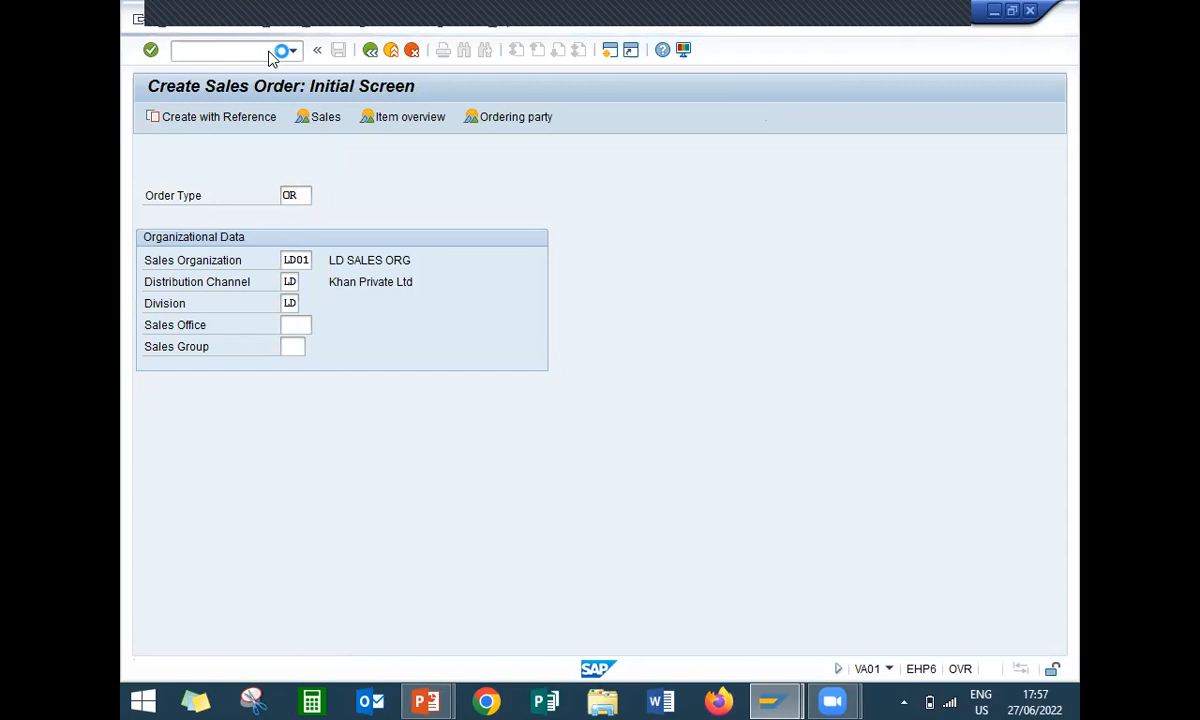 Create Sales Order: Initial Screen
Create with Reference Sales Item overview Ordering party
Order Type OR
Organizational Data
Sales Organization LD01 LD SALES ORG
Distribution Channel LD Khan Private Ltd
Division LD
Sales Office
Sales Group
SAP
VA01 EHP6 OVR
ENG 17:57
US 27/06/2022